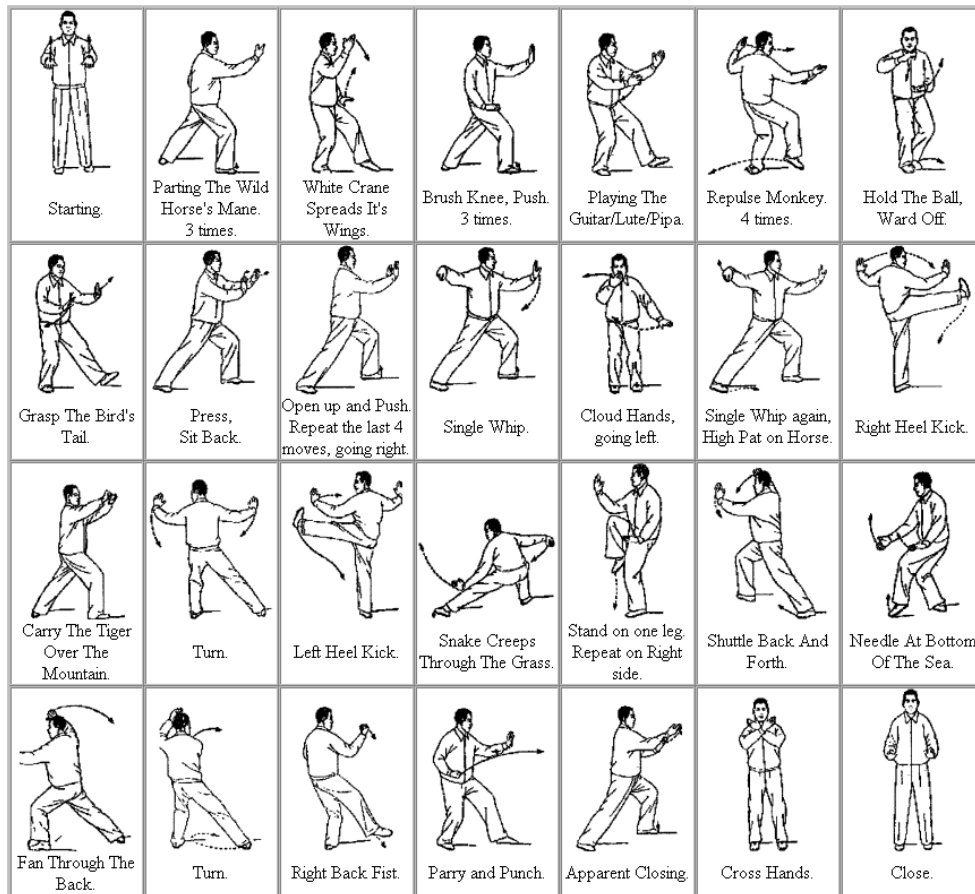 Starting.
Parting The Wild
Horse's Mane.
3 times.
White Crane
Spreads It's
Wings.
Brush Knee, Push.
3 times.
Playing The
Guitar/Lute/Pipa.
Repulse Monkey.
4 times.
Hold The Ball,
Ward Off.
Grasp The Bird's
Tail.
Press,
Sit Back.
Open up and Push.
Repeat the last 4
moves, going right.
Single Whip.
Cloud Hands,
going left.
Single Whip again,
High Pat on Horse.
Right Heel Kick.
Carry The Tiger
Over The
Mountain.
Turn.
Left Heel Kick.
Snake Creeps
Through The Grass.
Stand on one leg.
Repeat on Right
side.
Shuttle Back And
Forth.
Needle At Bottom
Of The Sea.
Fan Through The
Back.
Turn.
Right Back Fist.
Parry and Punch.
Apparent Closing.
Cross Hands.
Close.